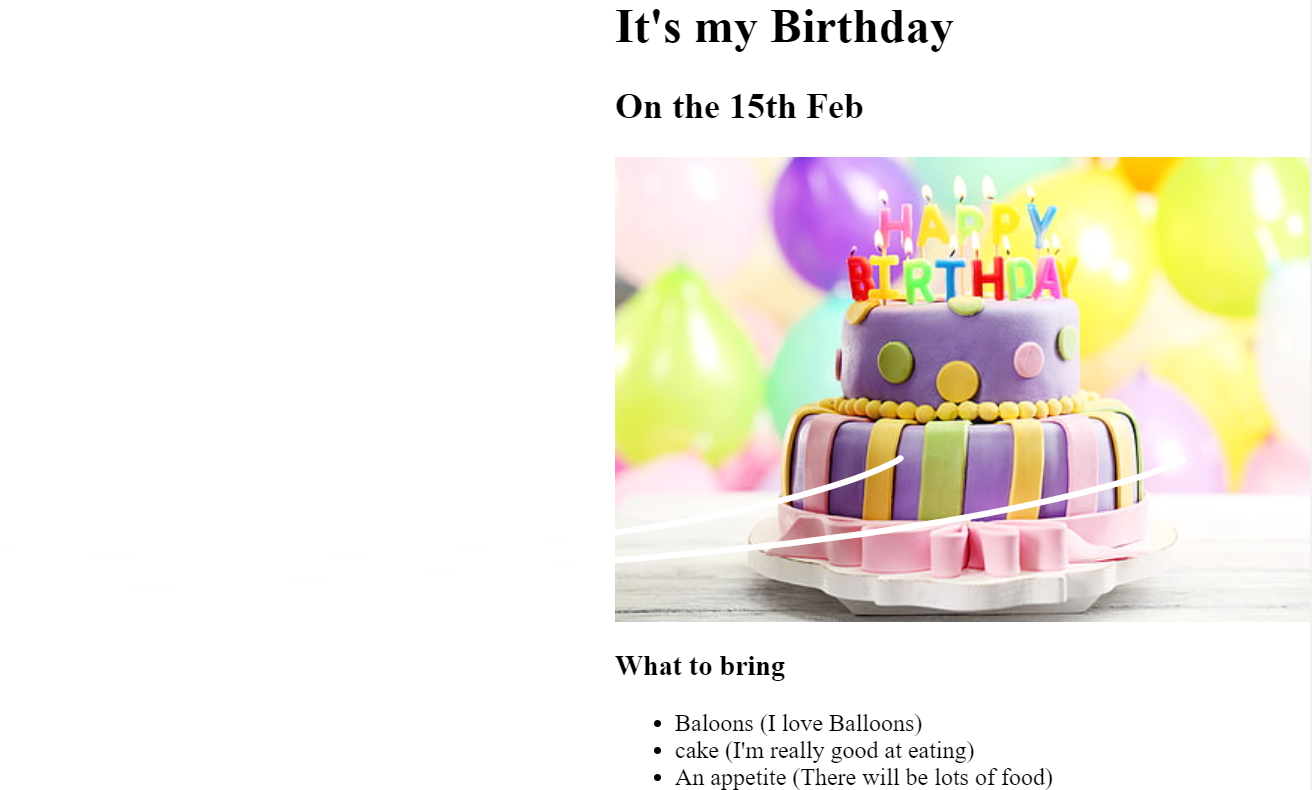 It's my Birthday
On the 15th Feb
HAPPY
BIRTHDAY
What to bring
Baloons (I love Balloons)
cake (I'm really good at eating)
An appetite (There will be lots of food)